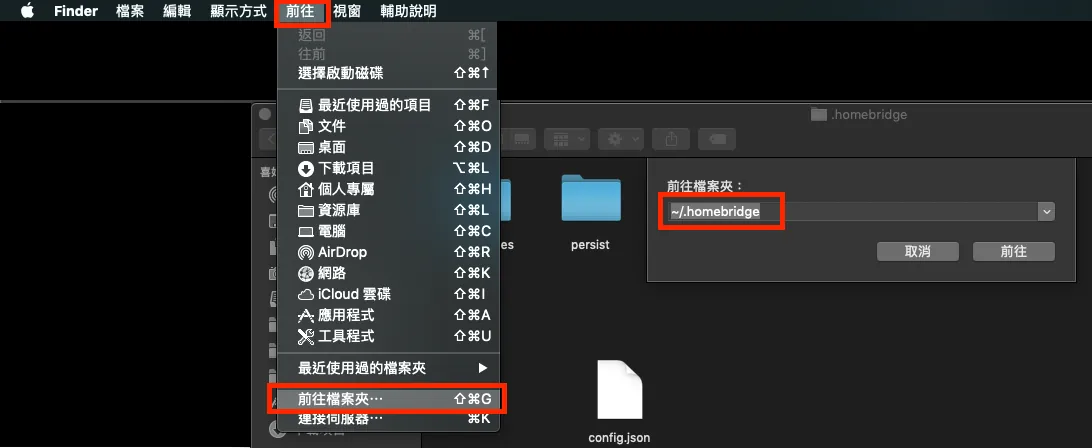 Finder 檔案 編輯 顯示方式 前往 視窗 輔助說明
返回 ⌘[
往前 ⌘]
選擇啟動磁碟 ⇧⌘↑
最近使用過的項目 ⇧⌘F
文件 ⇧⌘O
桌面 ⇧⌘D
下載項目 ⌥⌘L
個人專屬 ⇧⌘H
資源庫 ⇧⌘L
電腦 ⇧⌘C
AirDrop ⇧⌘R
網路 ⇧⌘K
iCloud 雲碟 ⇧⌘I
應用程式 ⇧⌘A
工具程式 ⇧⌘U
最近使用過的檔案夾
前往檔案夾⋯ ⇧⌘G
連接伺服器⋯ ⌘K
下載項目
.homebridge
前往檔案夾：
~/.homebridge
取消 前往
persist
config.json